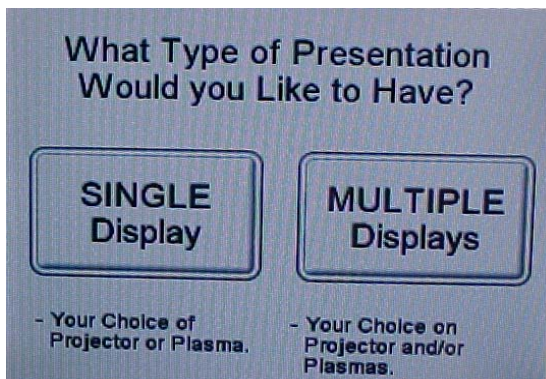 What Type of Presentation
Would you Like to Have?
SINGLE
Display
MULTIPLE
Displays
- Your Choice of
Projector or Plasma.
- Your Choice on
Projector and/or
Plasmas.